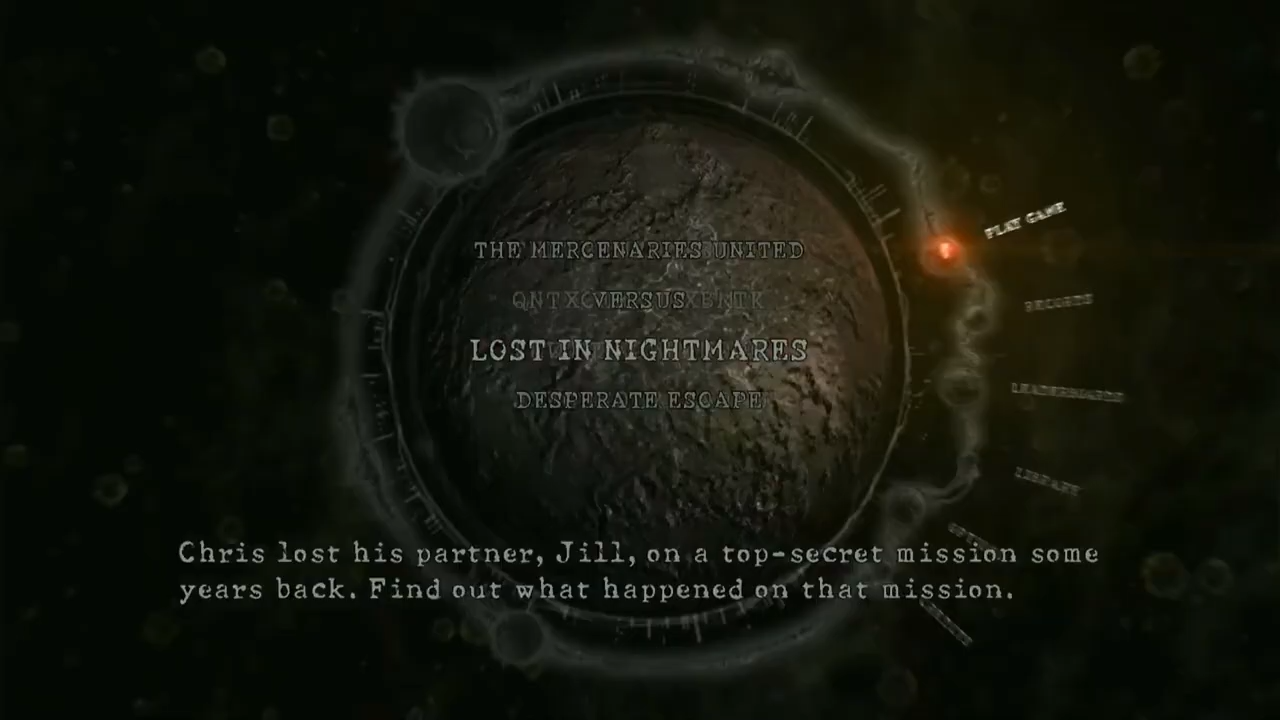 PLAY GAME
THE MERCENARIES UNITED
VERSUS
RECORDS
LOST IN NIGHTMARES
LEADERBOARDS
DESPERATE ESCAPE
LIBRARY
Chris lost his partner, Jill, on a top-secret mission some
years back. Find out what happened on that mission.